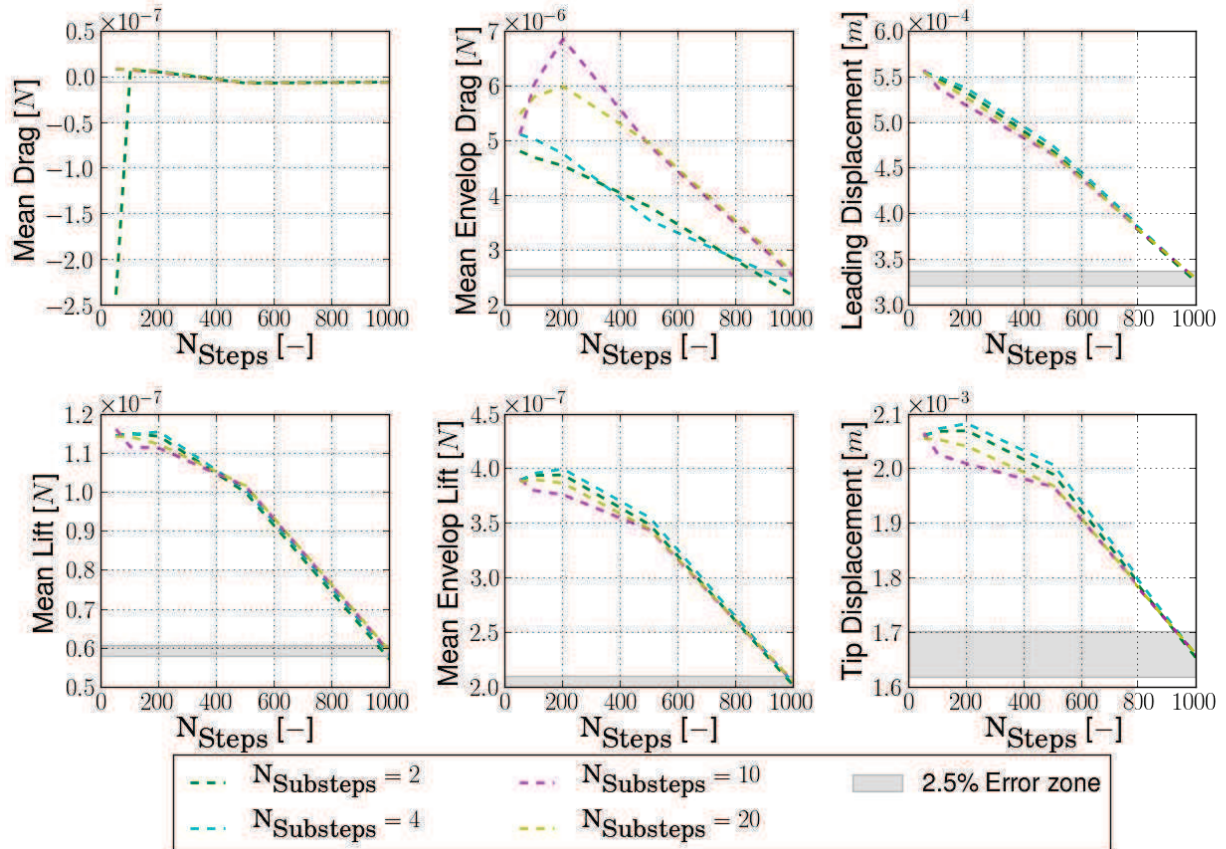 ×10⁻⁷
Mean Drag [N]
0.5
0.0
−0.5
−1.0
−1.5
−2.0
−2.5
0 200 400 600 800 1000
N_Steps [−]
×10⁻⁶
Mean Envelop Drag [N]
7
6
5
4
3
2
0 200 400 600 800 1000
N_Steps [−]
×10⁻⁴
Leading Displacement [m]
6.0
5.5
5.0
4.5
4.0
3.5
3.0
0 200 400 600 800 1000
N_Steps [−]
×10⁻⁷
Mean Lift [N]
1.2
1.1
1.0
0.9
0.8
0.7
0.6
0.5
0 200 400 600 800 1000
N_Steps [−]
×10⁻⁷
Mean Envelop Lift [N]
4.5
4.0
3.5
3.0
2.5
2.0
0 200 400 600 800 1000
N_Steps [−]
×10⁻³
Tip Displacement [m]
2.1
2.0
1.9
1.8
1.7
1.6
0 200 400 600 800 1000
N_Steps [−]
N_Substeps = 2
N_Substeps = 10
2.5% Error zone
N_Substeps = 4
N_Substeps = 20